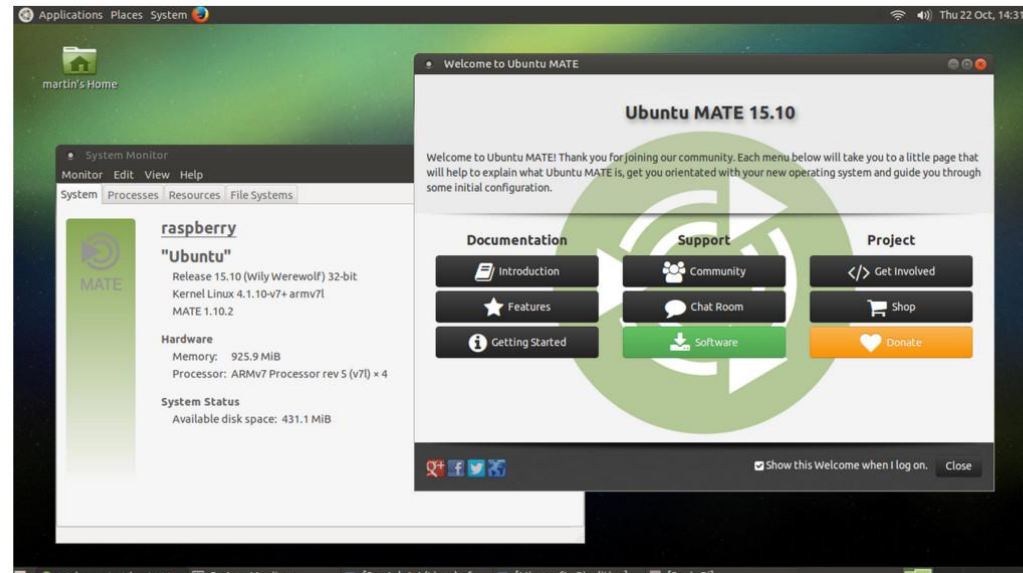 Applications Places System
Thu 22 Oct, 14:31
martin's Home
System Monitor
Monitor Edit View Help
System Processes Resources File Systems
MATE
raspberry
"Ubuntu"
Release 15.10 (Wily Werewolf) 32-bit
Kernel Linux 4.1.10-v7+ armv7l
MATE 1.10.2
Hardware
Memory: 925.9 MiB
Processor: ARMv7 Processor rev 5 (v7l) × 4
System Status
Available disk space: 431.1 MiB
Welcome to Ubuntu MATE
Ubuntu MATE 15.10
Welcome to Ubuntu MATE! Thank you for joining our community. Each menu below will take you to a little page that
will help to explain what Ubuntu MATE is, get you orientated with your new operating system and guide you through
some initial configuration.
Documentation
Introduction
Features
Getting Started
Support
Community
Chat Room
Software
Project
Get Involved
Shop
Donate
Show this Welcome when I log on.
Close